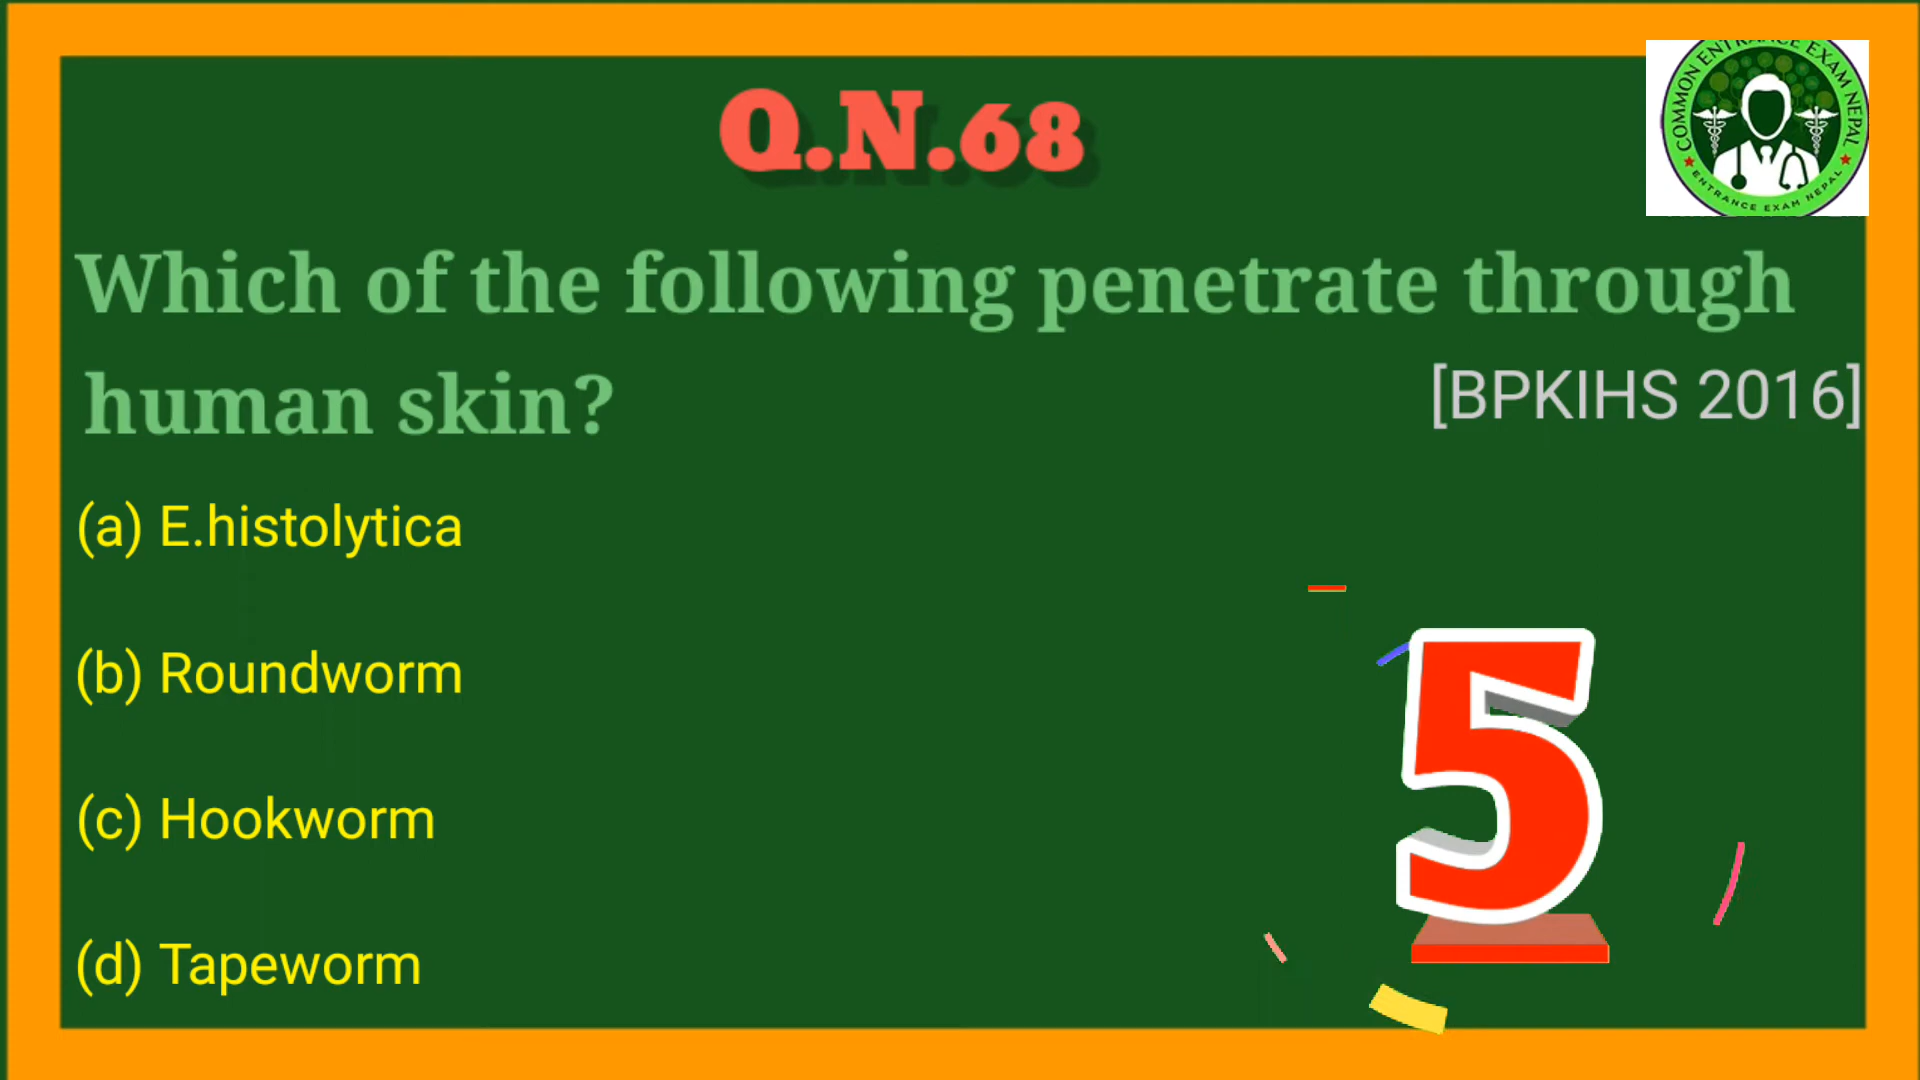 COMMON ENTRANCE EXAM NEPAL
ENTRANCE EXAM NEPAL
Q.N.68
Which of the following penetrate through
human skin?
[BPKIHS 2016]
(a) E.histolytica
(b) Roundworm
(c) Hookworm
(d) Tapeworm
5